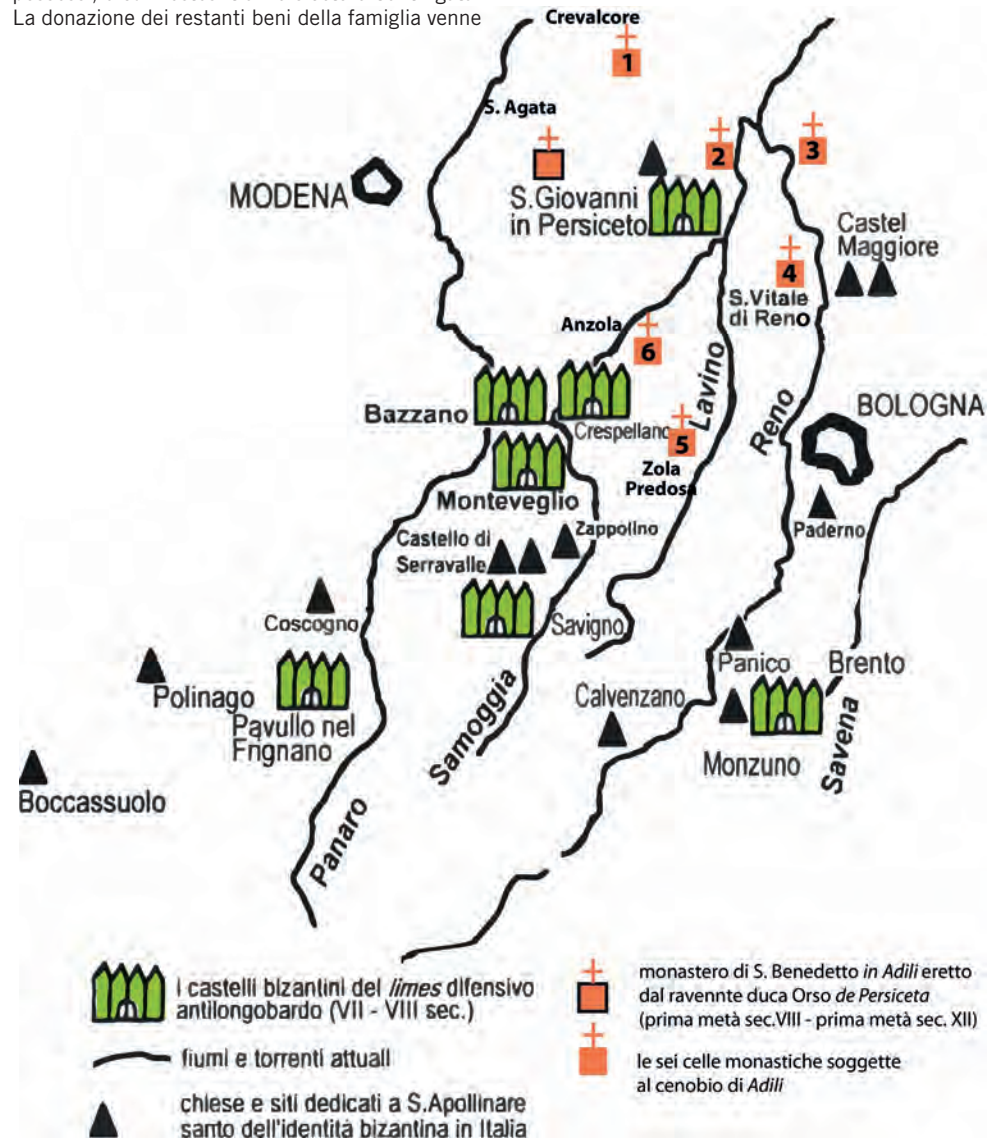 La donazione dei restanti beni della famiglia venne
Crevalcore
1
S. Agata
2
3
MODENA
S.Giovanni
in Persiceto
Castel
Maggiore
4
S.Vitale
di Reno
Anzola
6
Lavino
Reno
BOLOGNA
Bazzano
Crespellano
5
Zola
Predosa
Monteveglio
Castello di
Serravalle
Zappolino
Paderno
Coscogno
Savigno
Panico
Brento
Polinago
Pavullo nel
Frignano
Calvenzano
Samoggia
Monzuno
Savena
Boccassuolo
Panaro
i castelli bizantini del limes difensivo
antilongobardo (VII - VIII sec.)
fiumi e torrenti attuali
chiese e siti dedicati a S.Apollinare
santo dell'identità bizantina in Italia
monastero di S. Benedetto in Adili eretto
dal ravennte duca Orso de Persiceta
(prima metà sec.VIII - prima metà sec. XII)
le sei celle monastiche soggette
al cenobio di Adili